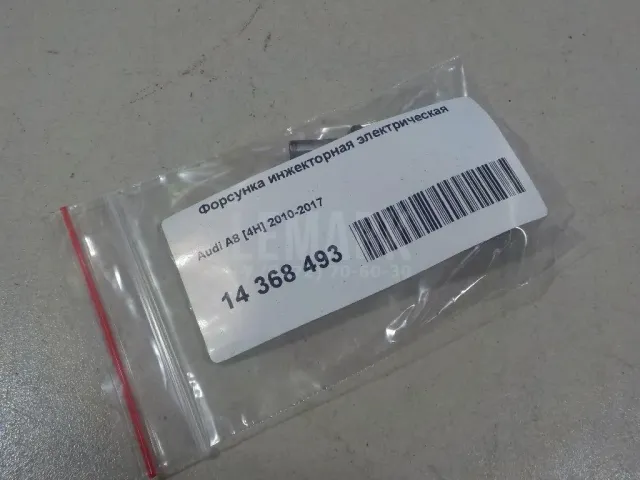 Форсунка инжекторная электрическая
Audi A8 [4H] 2010-2017
14 368 493